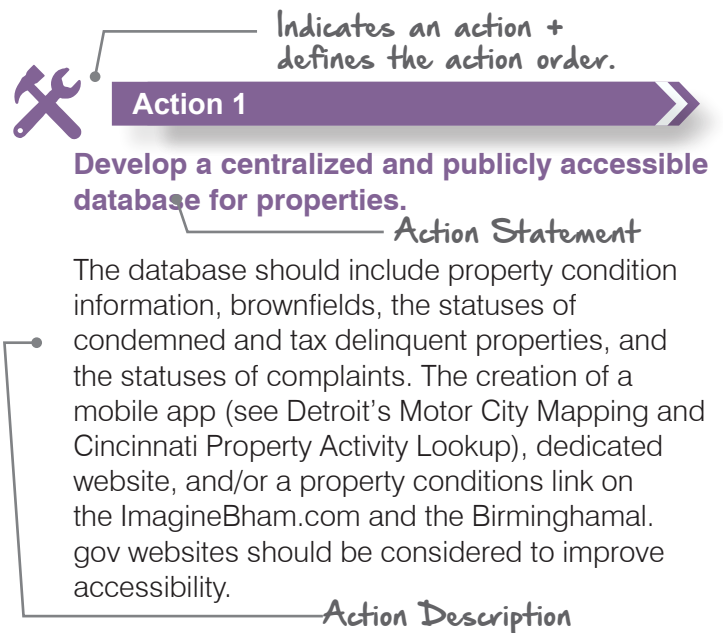 Indicates an action +
defines the action order.
Action 1
Develop a centralized and publicly accessible
database for properties.
Action Statement
The database should include property condition
information, brownfields, the statuses of
condemned and tax delinquent properties, and
the statuses of complaints. The creation of a
mobile app (see Detroit's Motor City Mapping and
Cincinnati Property Activity Lookup), dedicated
website, and/or a property conditions link on
the ImagineBham.com and the Birminghamal.
gov websites should be considered to improve
accessibility.
Action Description